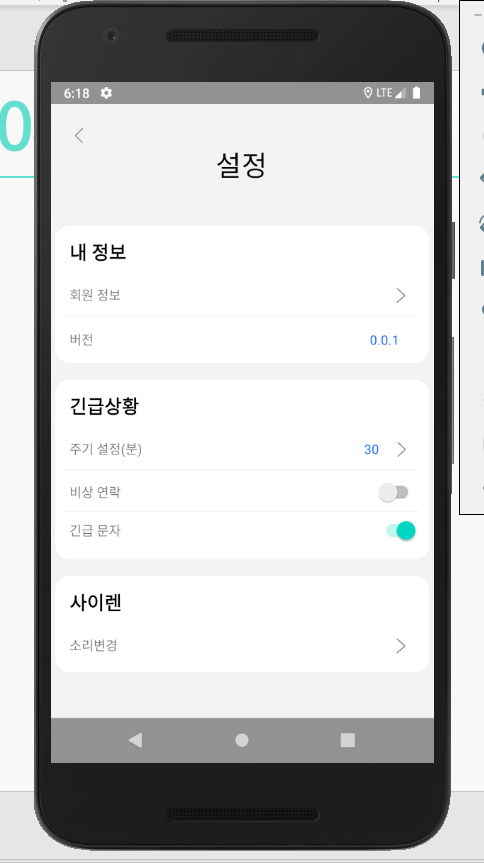 0
6:18 LTE
설정
내 정보
회원 정보
버전 0.0.1
긴급상황
주기 설정(분) 30
비상 연락
긴급 문자
사이렌
소리변경